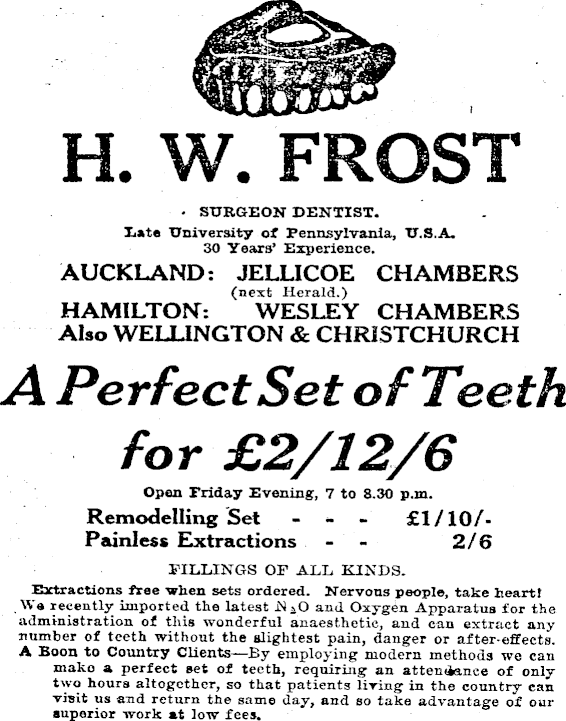 H. W. FROST
SURGEON DENTIST.
Late University of Pennsylvania, U.S.A.
30 Years' Experience.
AUCKLAND: JELLICOE CHAMBERS
(next Herald.)
HAMILTON: WESLEY CHAMBERS
Also WELLINGTON & CHRISTCHURCH
A Perfect Set of Teeth
for £2/12/6
Open Friday Evening, 7 to 8.30 p.m.
Remodelling Set - - - £1/10/-
Painless Extractions - - 2/6
FILLINGS OF ALL KINDS.
Extractions free when sets ordered. Nervous people, take heart!
We recently imported the latest N2O and Oxygen Apparatus for the
administration of this wonderful anaesthetic, and can extract any
number of teeth without the slightest pain, danger or after-effects.
A Boon to Country Clients—By employing modern methods we can
make a perfect set of teeth, requiring an attendance of only
two hours altogether, so that patients living in the country can
visit us and return the same day, and so take advantage of our
superior work at low fees.